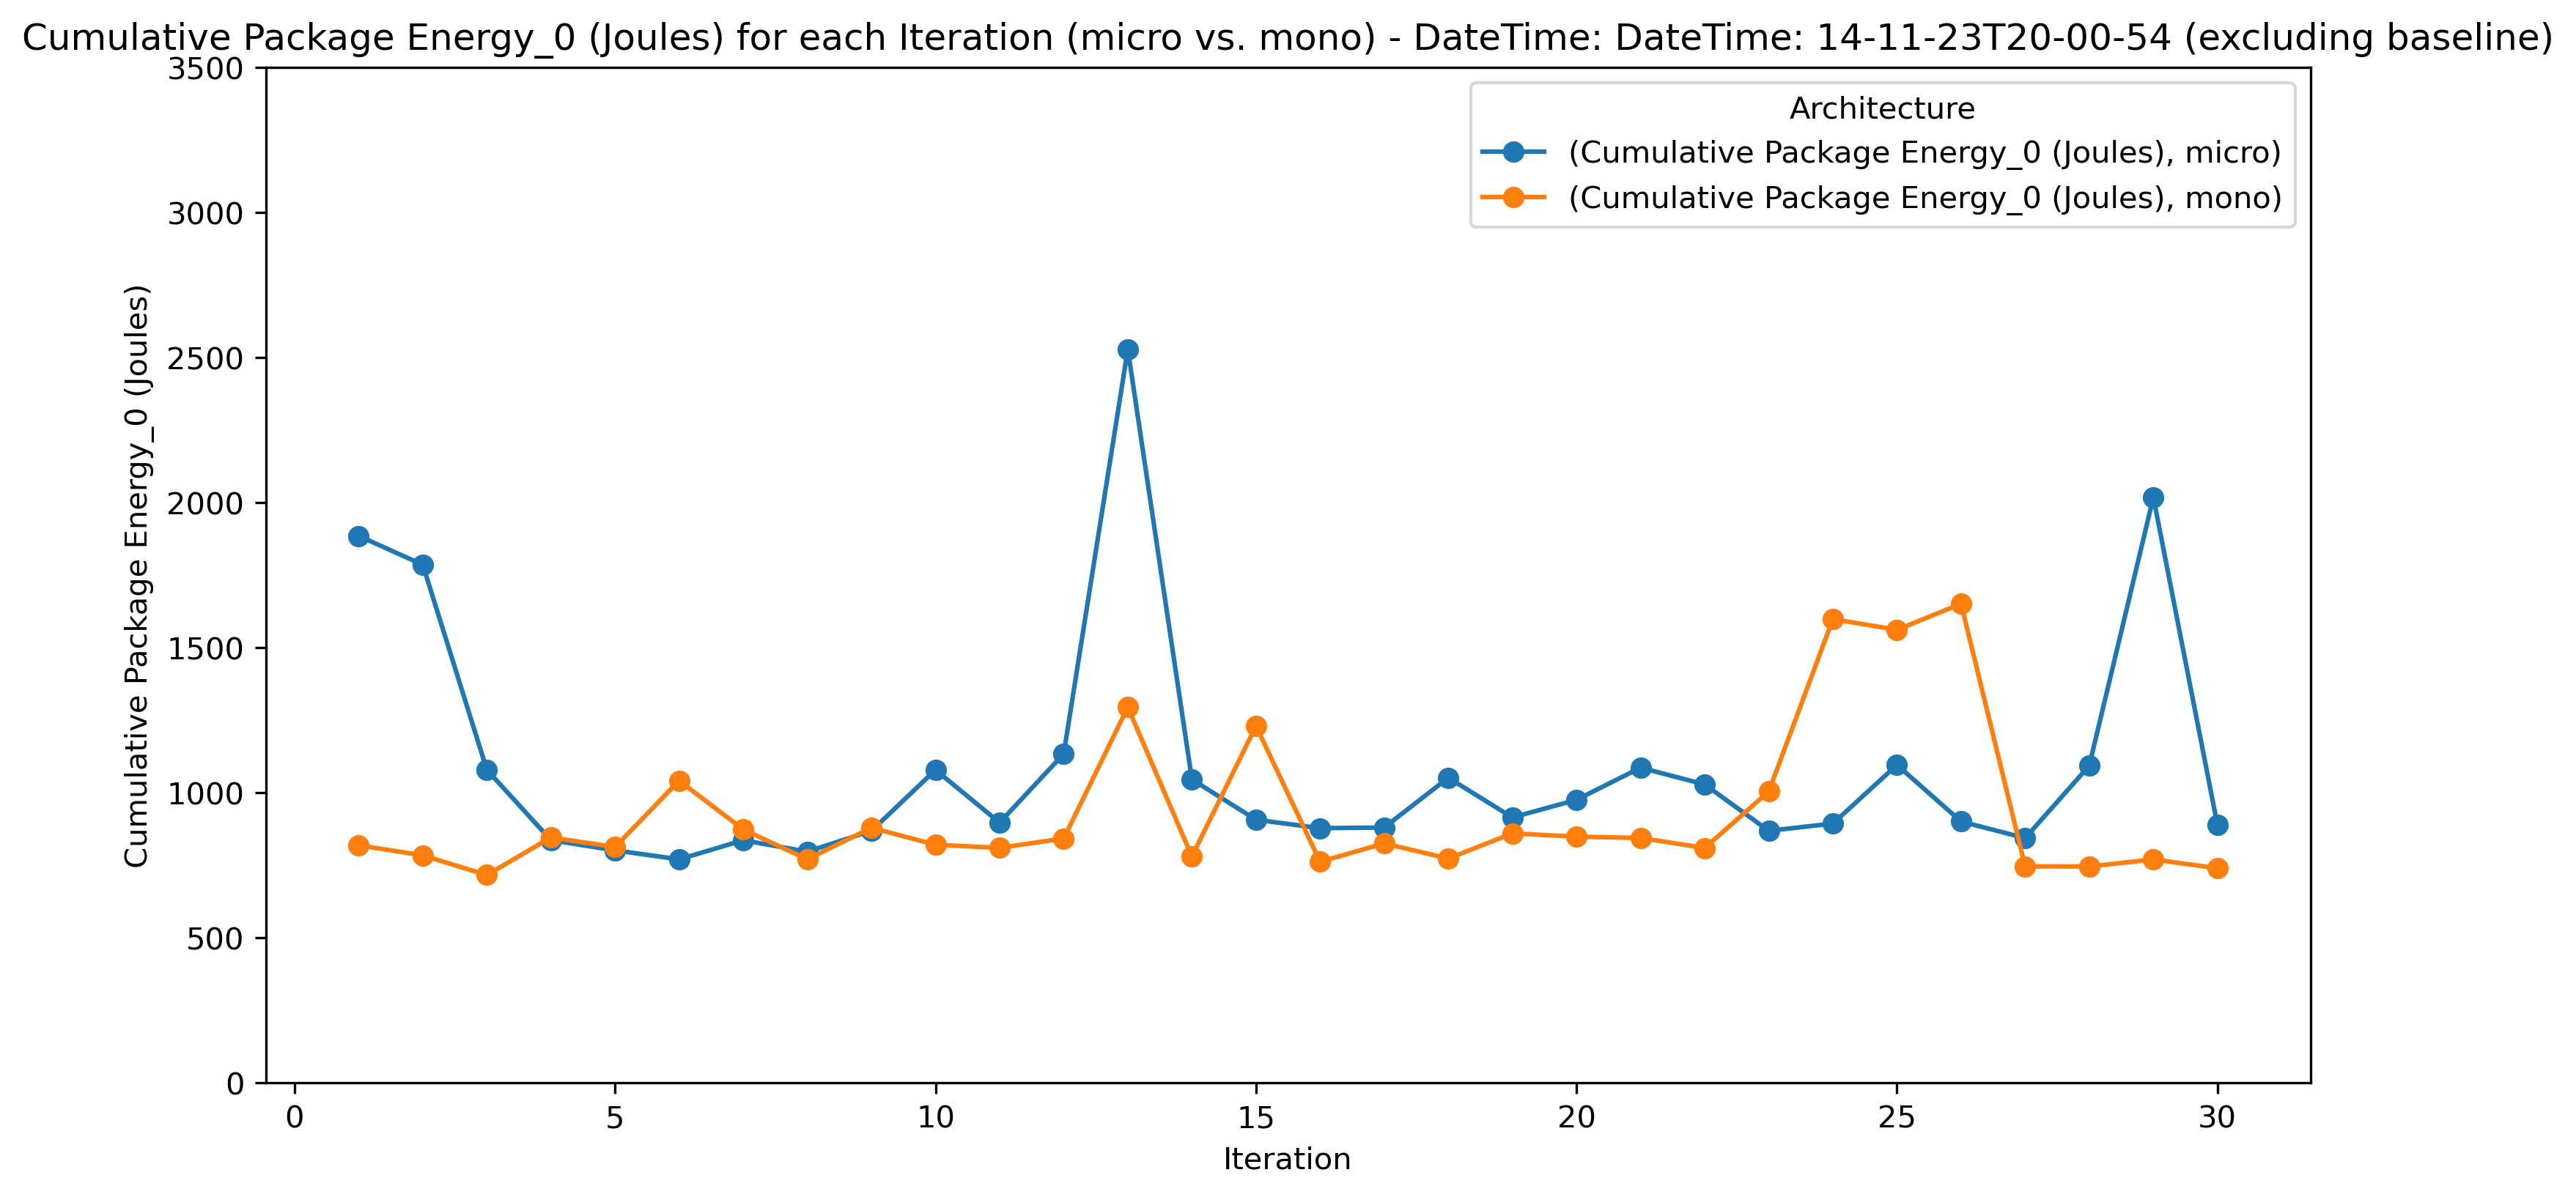 Cumulative Package Energy_0 (Joules) for each Iteration (micro vs. mono) - DateTime: DateTime: 14-11-23T20-00-54 (excluding baseline)
Architecture
(Cumulative Package Energy_0 (Joules), micro)
(Cumulative Package Energy_0 (Joules), mono)
Cumulative Package Energy_0 (Joules)
3500
3000
2500
2000
1500
1000
500
0
0 5 10 15 20 25 30
Iteration